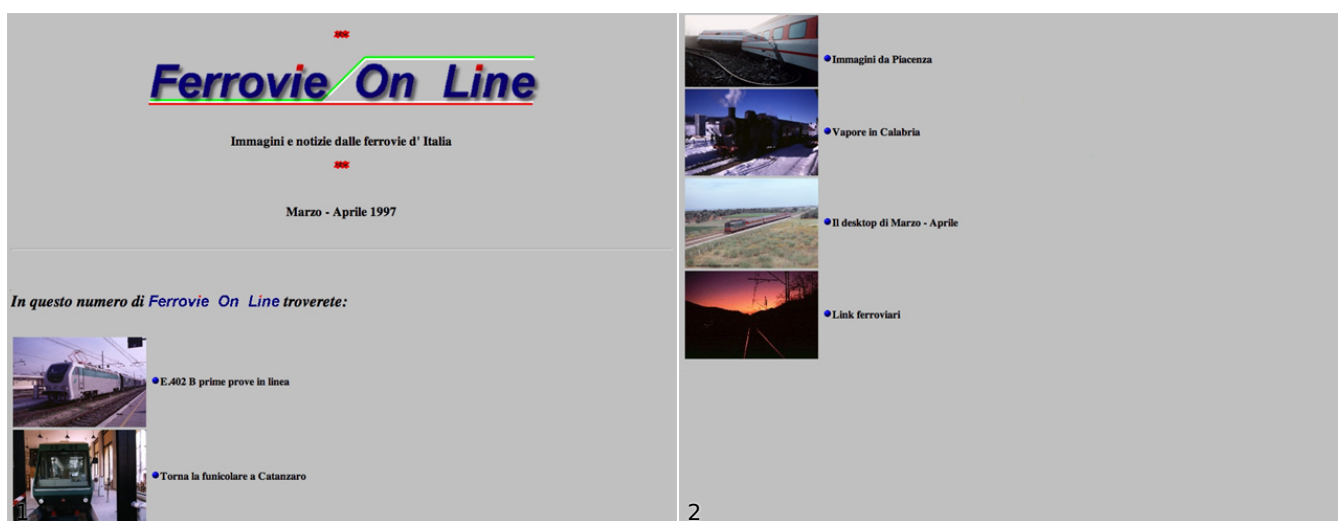 Ferrovie On Line
Immagini e notizie dalle ferrovie d' Italia
Marzo - Aprile 1997
In questo numero di Ferrovie On Line troverete:
E.402 B prime prove in linea
Torna la funicolare a Catanzaro
1
Immagini da Piacenza
Vapore in Calabria
Il desktop di Marzo - Aprile
Link ferroviari
2